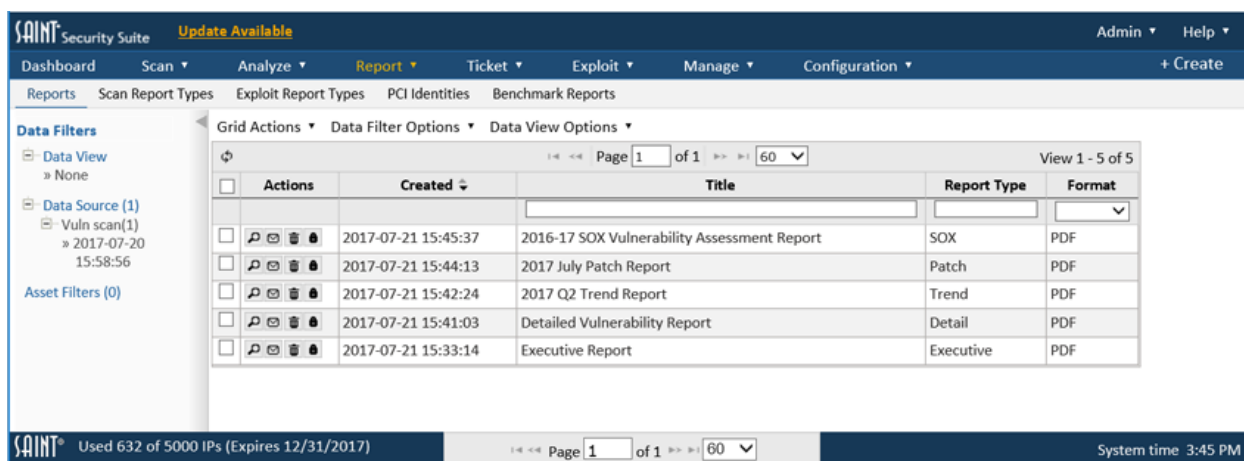 SAINT Security Suite Update Available Admin Help
Dashboard Scan Analyze Report Ticket Exploit Manage Configuration + Create
Reports Scan Report Types Exploit Report Types PCI Identities Benchmark Reports
Data Filters
Data View
» None
Data Source (1)
Vuln scan(1)
» 2017-07-20
15:58:56
Asset Filters (0)
Grid Actions Data Filter Options Data View Options
Page 1 of 1 60 View 1 - 5 of 5
Actions Created Title Report Type Format
2017-07-21 15:45:37 2016-17 SOX Vulnerability Assessment Report SOX PDF
2017-07-21 15:44:13 2017 July Patch Report Patch PDF
2017-07-21 15:42:24 2017 Q2 Trend Report Trend PDF
2017-07-21 15:41:03 Detailed Vulnerability Report Detail PDF
2017-07-21 15:33:14 Executive Report Executive PDF
SAINT® Used 632 of 5000 IPs (Expires 12/31/2017) Page 1 of 1 60 System time 3:45 PM